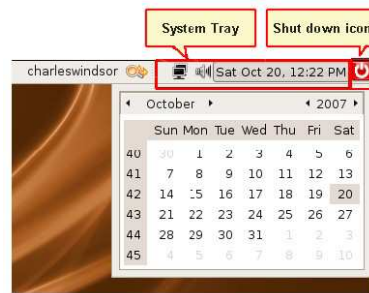 System Tray Shut down icon
charleswindsor Sat Oct 20, 12:22 PM
October 2007
Sun Mon Tue Wed Thu Fri Sat
40 30 1 2 3 4 5 6
41 7 8 9 10 11 12 13
42 14 15 16 17 18 19 20
43 21 22 23 24 25 26 27
44 28 29 30 31 1 2 3
45 4 5 6 7 8 9 10